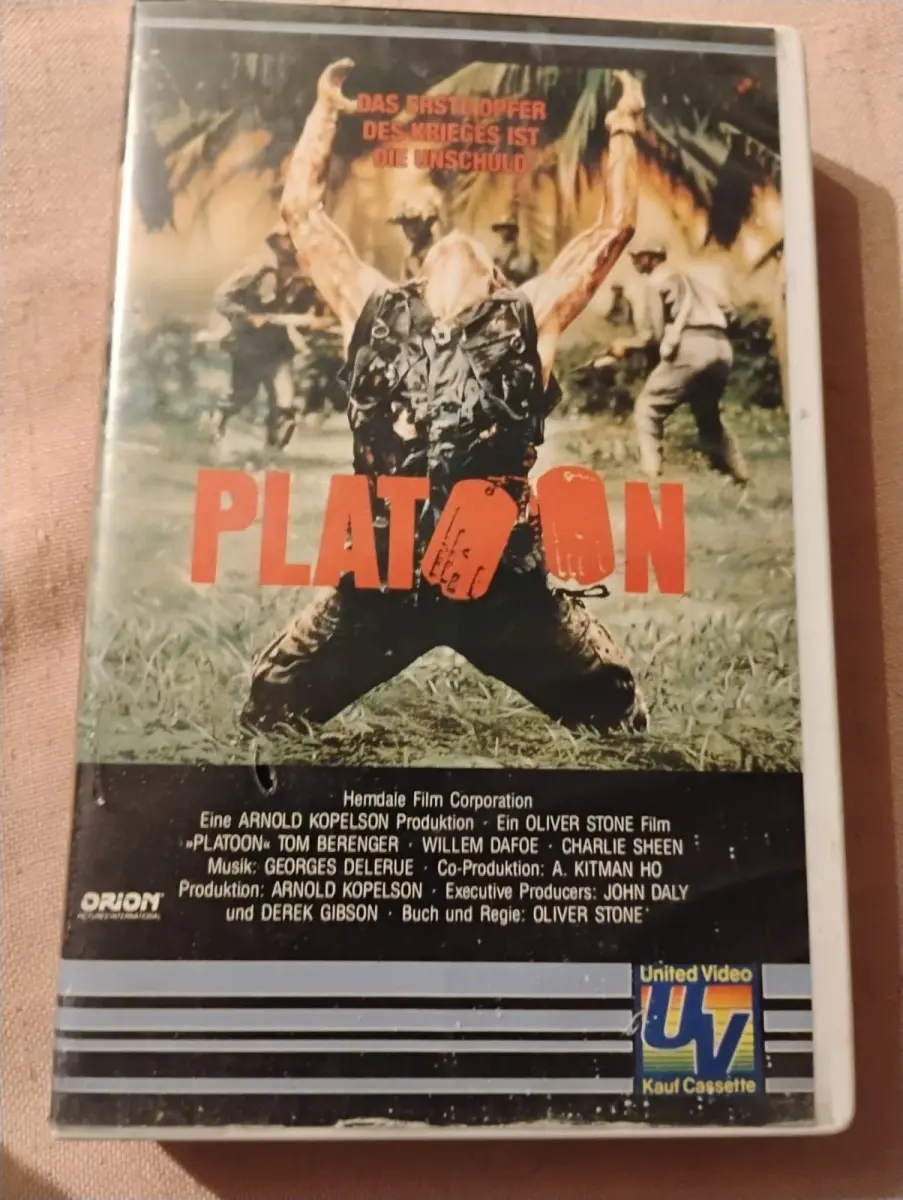 DAS ERSTE OPFER
DES KRIEGES IST
DIE UNSCHULD
PLATOON
Hemdale Film Corporation
Eine ARNOLD KOPELSON Produktion · Ein OLIVER STONE Film
»PLATOON« TOM BERENGER · WILLEM DAFOE · CHARLIE SHEEN
Musik: GEORGES DELERUE · Co-Produktion: A. KITMAN HO
Produktion: ARNOLD KOPELSON · Executive Producers: JOHN DALY
und DEREK GIBSON · Buch und Regie: OLIVER STONE
ORION
PICTURES INTERNATIONAL
United Video
UV
Kauf Cassette